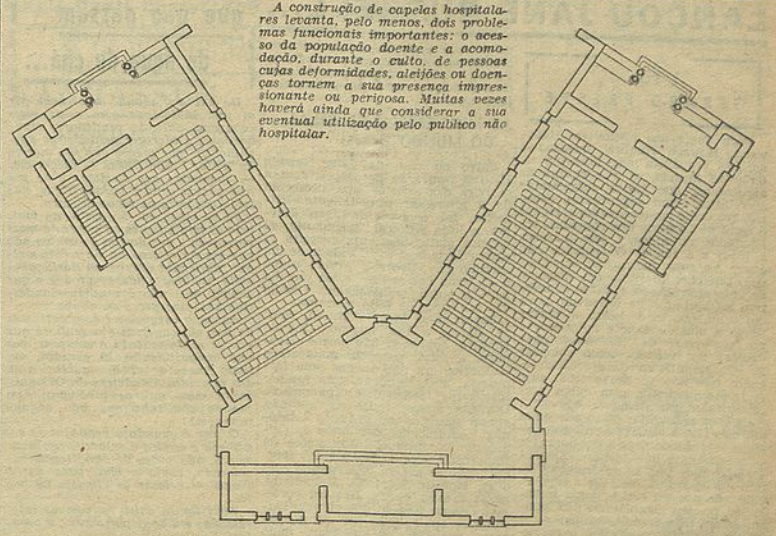 A construção de capelas hospitala-
res levanta, pelo menos, dois proble-
mas funcionais importantes: o aces-
so da população doente e a acomo-
dação, durante o culto, de pessoas
cujas deformidades, aleijões ou doen-
ças tornem a sua presença impres-
sionante ou perigosa. Muitas vezes
haverá ainda que considerar a sua
eventual utilização pelo publico não
hospitalar.